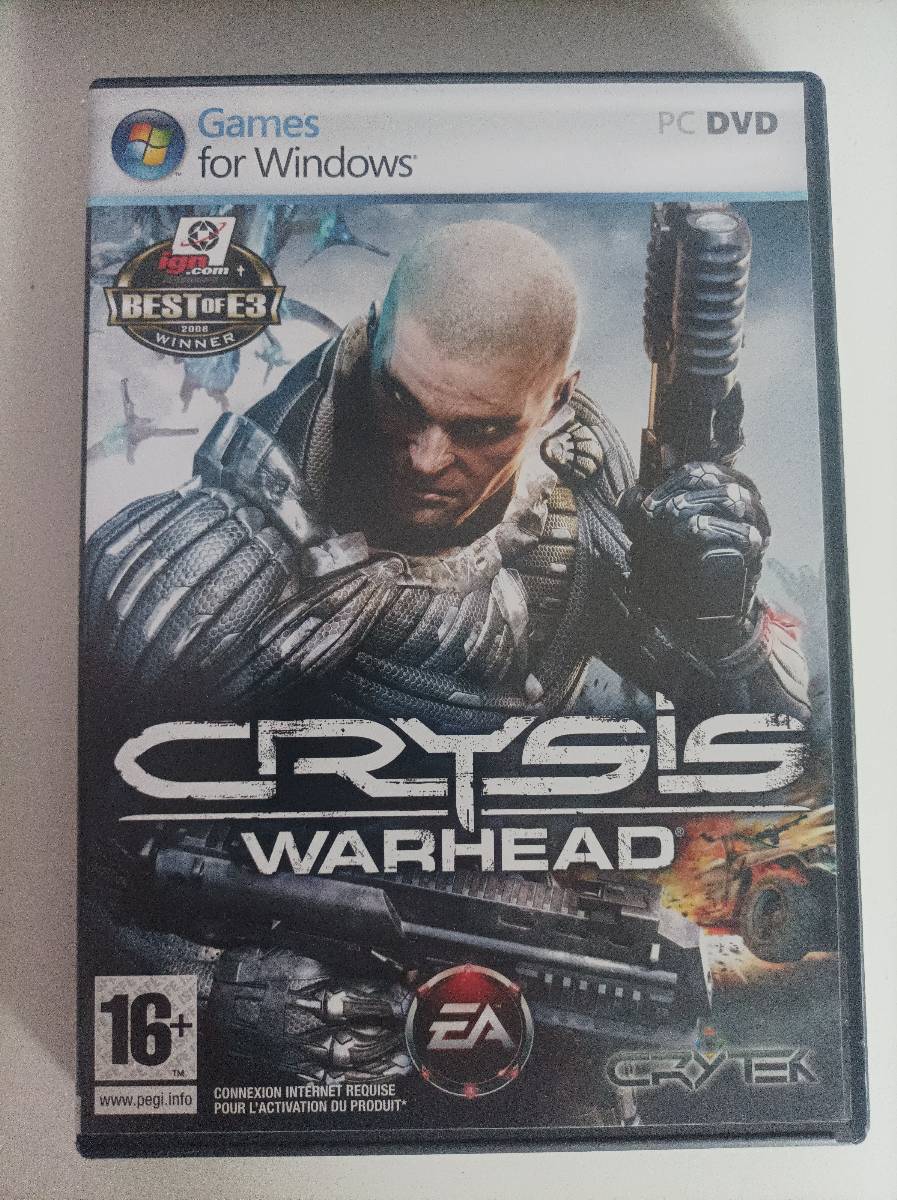 Games
for Windows®
PC DVD
ign
.com †
BEST OF E3
2008
WINNER
CRYSIS
WARHEAD®
16+
™
www.pegi.info
CONNEXION INTERNET REQUISE
POUR L'ACTIVATION DU PRODUIT*
EA
CRYTEK